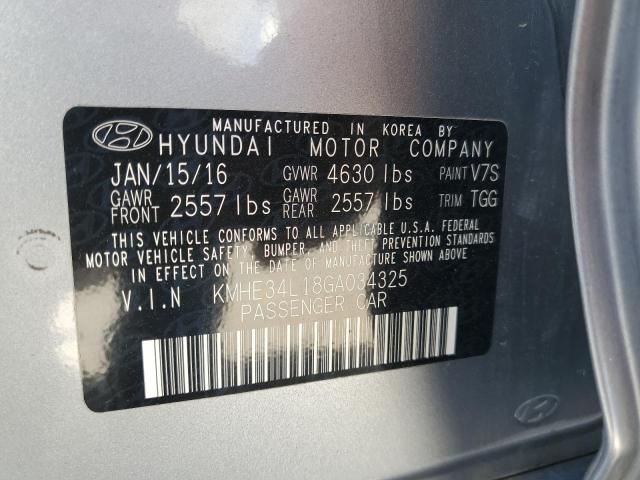 MANUFACTURED IN KOREA BY
HYUNDAI MOTOR COMPANY
JAN/15/16 GVWR 4630 lbs PAINT V7S
GAWR FRONT 2557 lbs GAWR REAR 2557 lbs TRIM TGG
THIS VEHICLE CONFORMS TO ALL APPLICABLE U.S.A. FEDERAL
MOTOR VEHICLE SAFETY, BUMPER, AND THEFT PREVENTION STANDARDS
IN EFFECT ON THE DATE OF MANUFACTURE SHOWN ABOVE.
V.I.N KMHE34L18GA034325
PASSENGER CAR